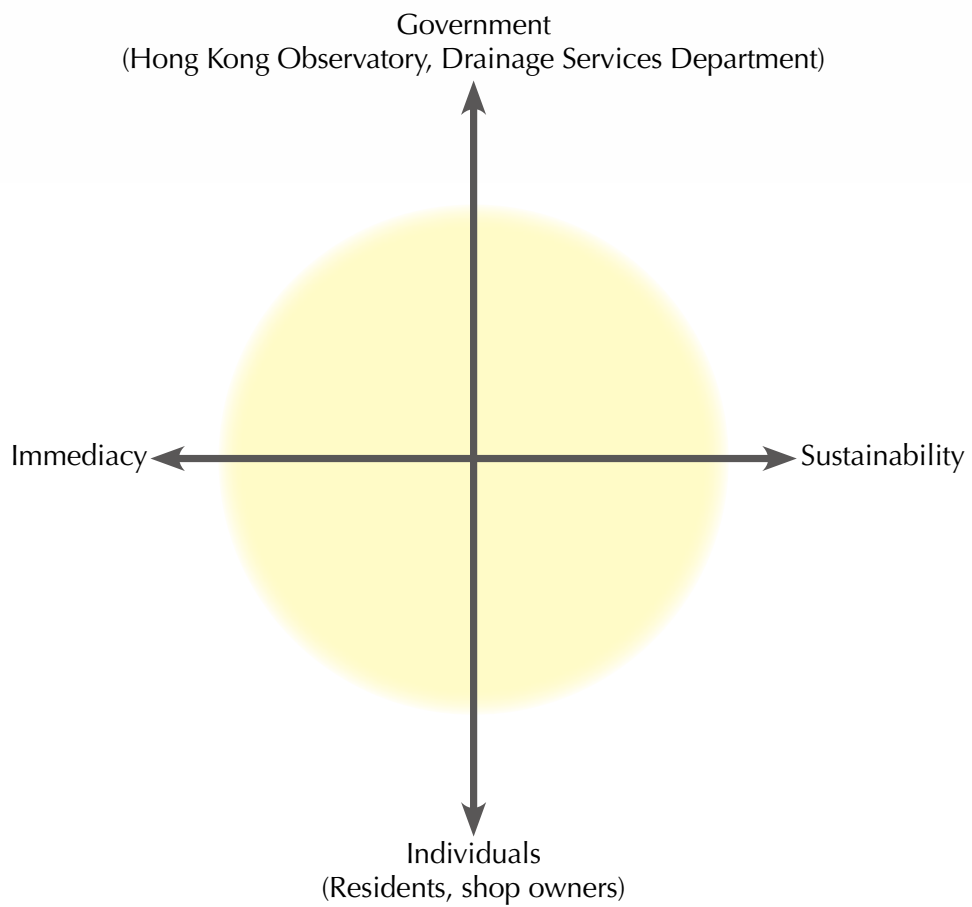 Government
(Hong Kong Observatory, Drainage Services Department)
Immediacy
Sustainability
Individuals
(Residents, shop owners)